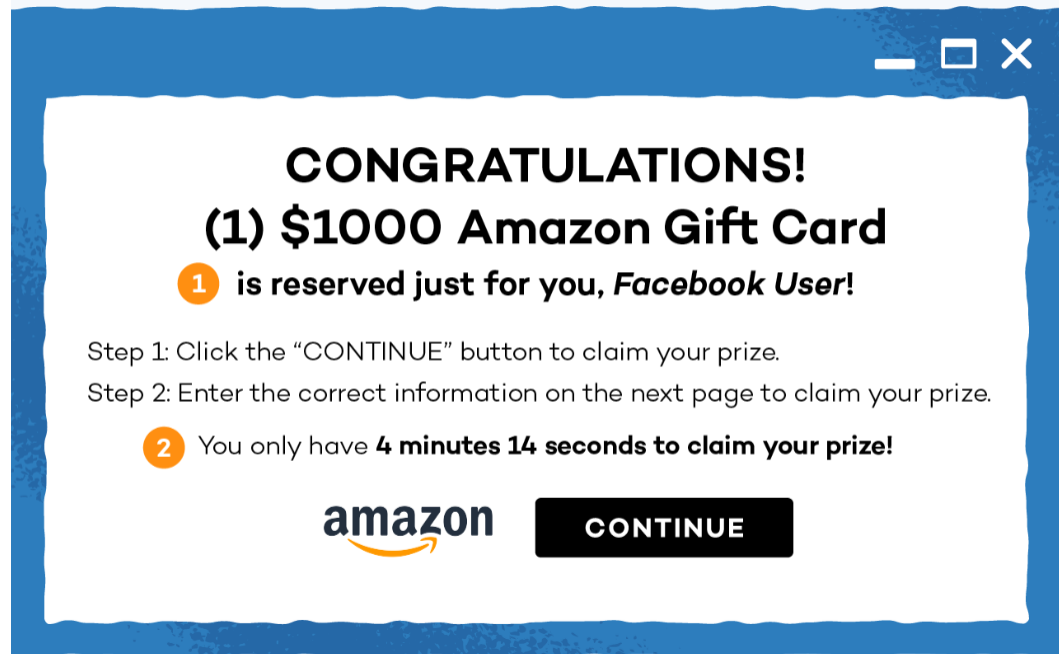 CONGRATULATIONS!
(1) $1000 Amazon Gift Card
1 is reserved just for you, Facebook User!
Step 1: Click the “CONTINUE” button to claim your prize.
Step 2: Enter the correct information on the next page to claim your prize.
2 You only have 4 minutes 14 seconds to claim your prize!
amazon CONTINUE